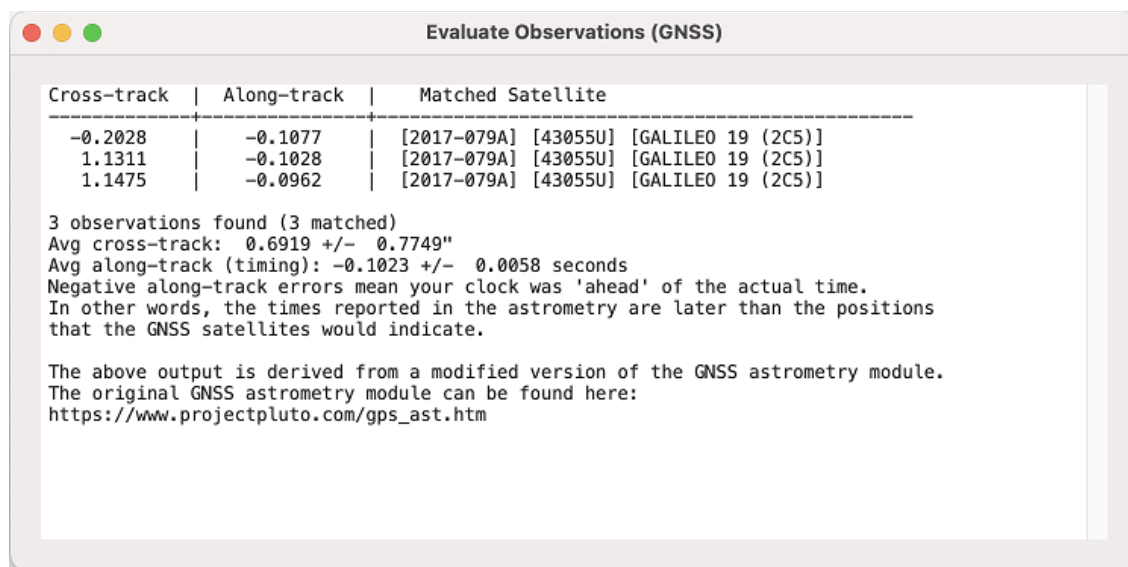 Evaluate Observations (GNSS)
Cross-track | Along-track | Matched Satellite
-------------+---------------+-------------------------------------------------
-0.2028 | -0.1077 | [2017-079A] [43055U] [GALILEO 19 (2C5)]
1.1311 | -0.1028 | [2017-079A] [43055U] [GALILEO 19 (2C5)]
1.1475 | -0.0962 | [2017-079A] [43055U] [GALILEO 19 (2C5)]
3 observations found (3 matched)
Avg cross-track:  0.6919 +/-  0.7749"
Avg along-track (timing): -0.1023 +/-  0.0058 seconds
Negative along-track errors mean your clock was 'ahead' of the actual time.
In other words, the times reported in the astrometry are later than the positions
that the GNSS satellites would indicate.
The above output is derived from a modified version of the GNSS astrometry module.
The original GNSS astrometry module can be found here:
https://www.projectpluto.com/gps_ast.htm